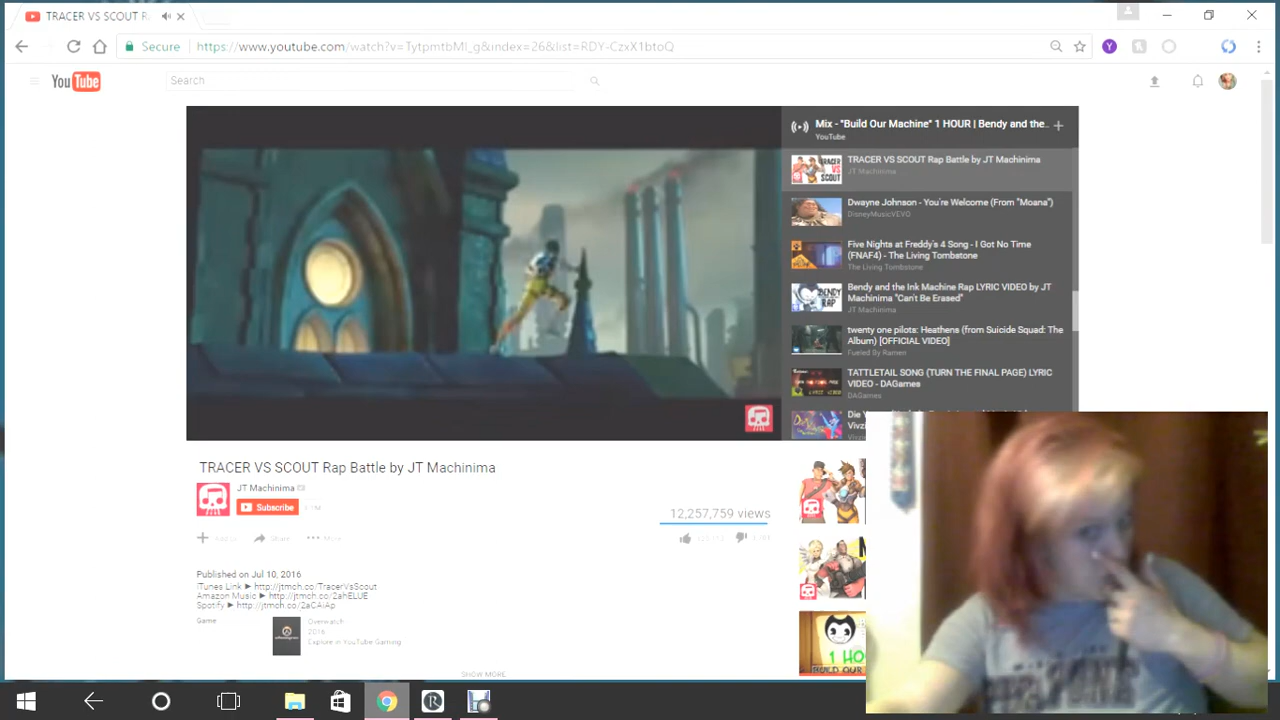 TRACER VS SCOUT R
Secure
https://www.youtube.com/watch?v=TytpmtbMI_g&index=26&list=RDY-CzxX1btoQ
YouTube
Search
Mix - "Build Our Machine" 1 HOUR | Bendy and the..
YouTube
TRACER VS SCOUT Rap Battle by JT Machinima
JT Machinima
Dwayne Johnson - You're Welcome (From "Moana")
DisneyMusicVEVO
Five Nights at Freddy's 4 Song - I Got No Time
(FNAF4) - The Living Tombstone
The Living Tombstone
Bendy and the Ink Machine Rap LYRIC VIDEO by JT
Machinima "Can't Be Erased"
JT Machinima
twenty one pilots: Heathens (from Suicide Squad: The
Album) [OFFICIAL VIDEO]
Fueled By Ramen
TATTLETAIL SONG (TURN THE FINAL PAGE) LYRIC
VIDEO - DAGames
DAGames
TRACER VS SCOUT Rap Battle by JT Machinima
JT Machinima
Subscribe
12,257,759 views
Add to
Share
More
Published on Jul 10, 2016
iTunes Link ► http://jtmch.co/TracerVsScout
Amazon Music ► http://jtmch.co/2ahELUE
Spotify ► http://jtmch.co/2aCAiAp
Game
Overwatch
2016
Explore in YouTube Gaming
SHOW MORE
1 HO
BUILD OUR